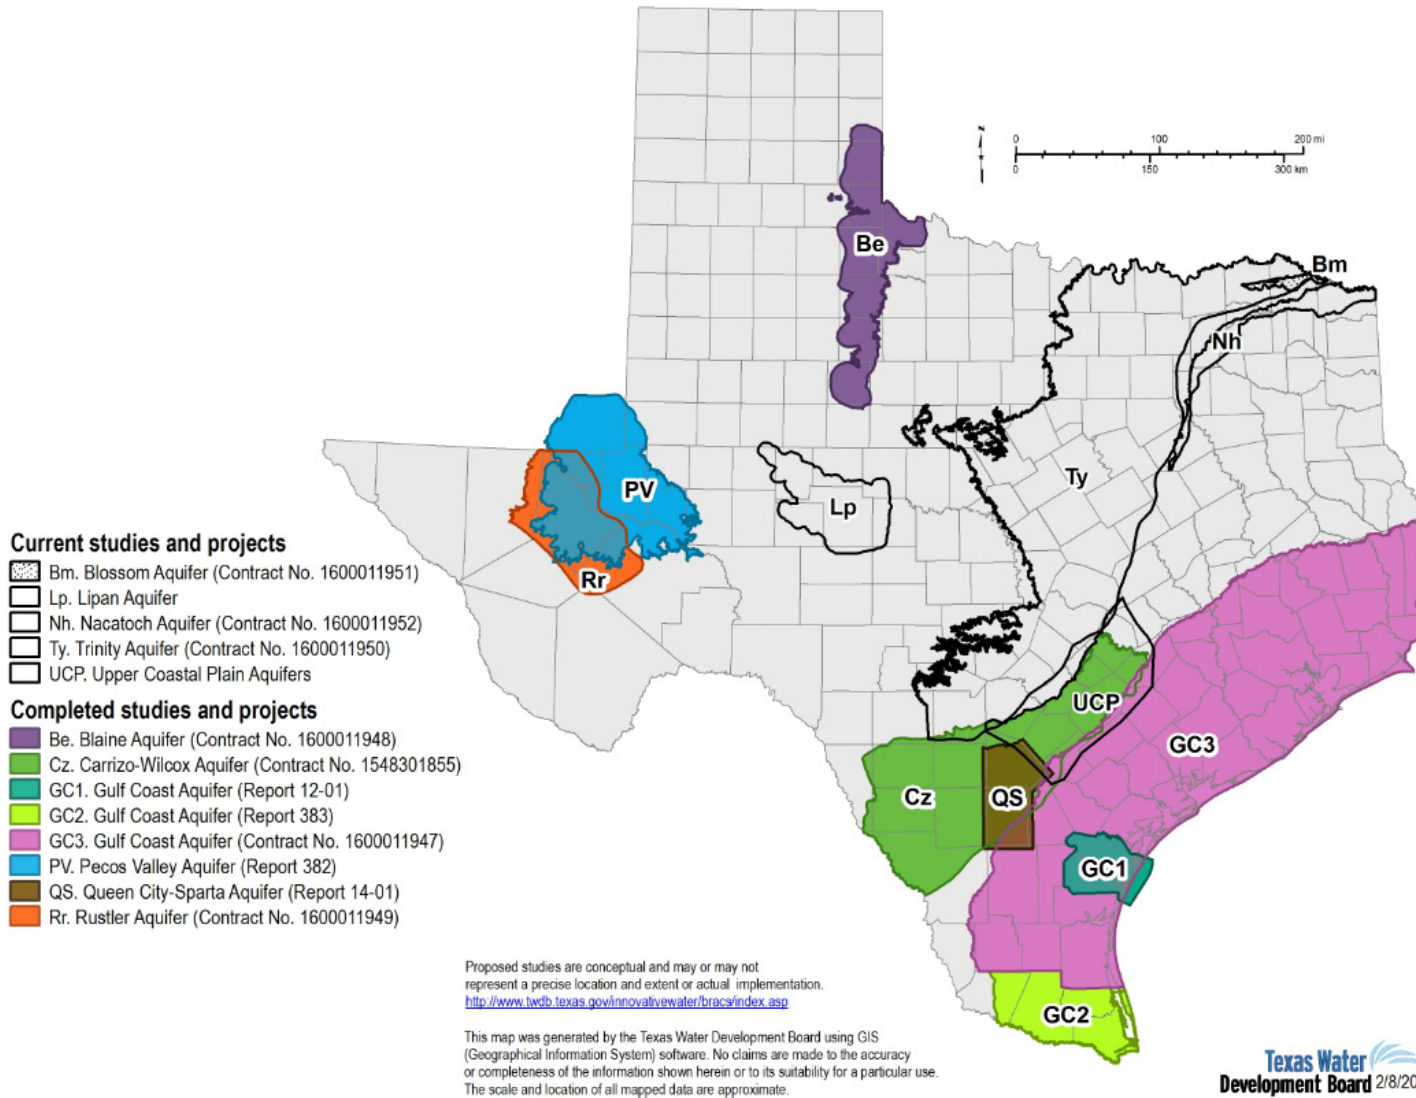 N
0 100 200 mi
0 150 300 km
Be
Bm
Nh
Ty
PV
Lp
Rr
UCP
GC3
Cz
QS
GC1
GC2
Current studies and projects
Bm. Blossom Aquifer (Contract No. 1600011951)
Lp. Lipan Aquifer
Nh. Nacatoch Aquifer (Contract No. 1600011952)
Ty. Trinity Aquifer (Contract No. 1600011950)
UCP. Upper Coastal Plain Aquifers
Completed studies and projects
Be. Blaine Aquifer (Contract No. 1600011948)
Cz. Carrizo-Wilcox Aquifer (Contract No. 1548301855)
GC1. Gulf Coast Aquifer (Report 12-01)
GC2. Gulf Coast Aquifer (Report 383)
GC3. Gulf Coast Aquifer (Contract No. 1600011947)
PV. Pecos Valley Aquifer (Report 382)
QS. Queen City-Sparta Aquifer (Report 14-01)
Rr. Rustler Aquifer (Contract No. 1600011949)
Proposed studies are conceptual and may or may not
represent a precise location and extent or actual implementation.
http://www.twdb.texas.gov/innovativewater/bracs/index.asp
This map was generated by the Texas Water Development Board using GIS
(Geographical Information System) software. No claims are made to the accuracy
or completeness of the information shown herein or to its suitability for a particular use.
The scale and location of all mapped data are approximate.
Texas Water
Development Board 2/8/20